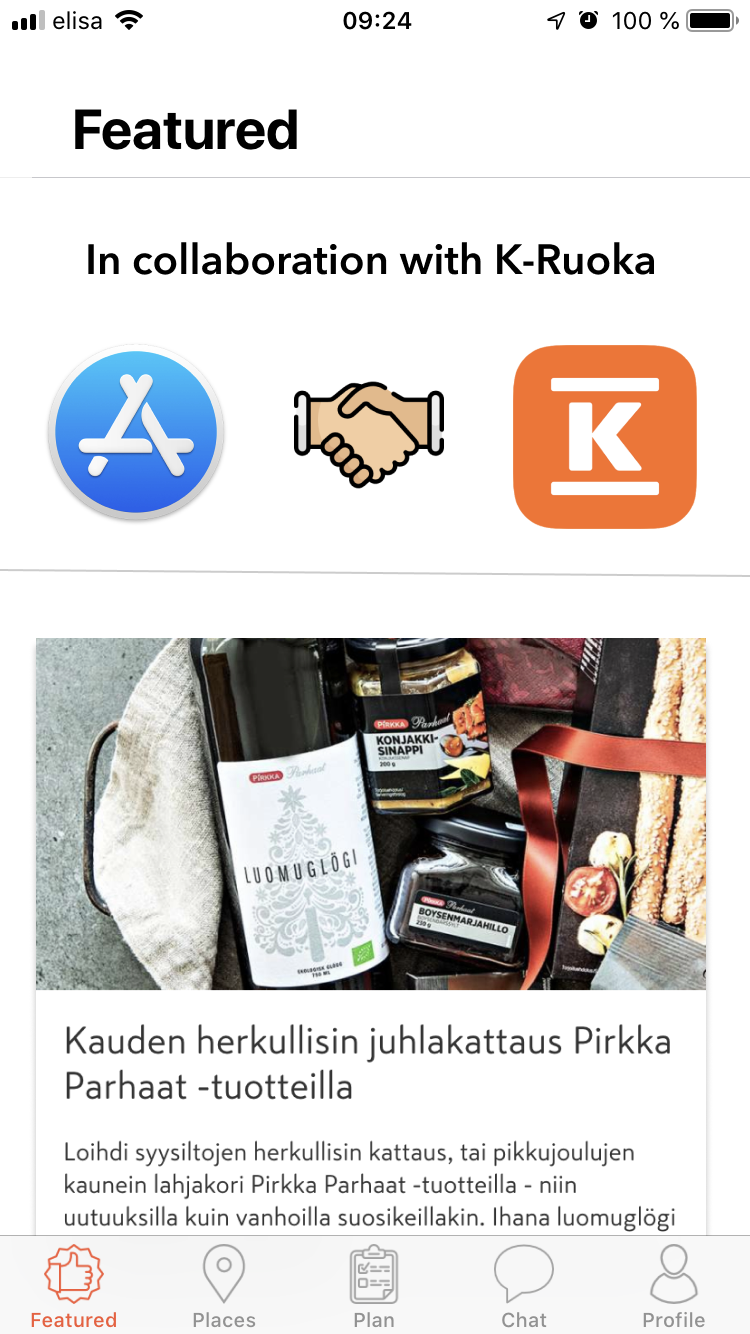 elisa 09:24 100 %
Featured
In collaboration with K-Ruoka
K
PIRKKA Parhaat
KONJAKKI-
SINAPPI
200 g
PIRKKA Parhaat
LUOMUGLÖGI
EKOLOGISK GLÖGG
750 ML
PIRKKA Parhaat
BOYSENMARJAHILLO
230 g
Kauden herkullisin juhlakattaus Pirkka
Parhaat -tuotteilla
Loihdi syysiltojen herkullisin kattaus, tai pikkujoulujen
kaunein lahjakori Pirkka Parhaat -tuotteilla - niin
uutuuksilla kuin vanhoilla suosikeillakin. Ihana luomuglögi
Featured Places Plan Chat Profile